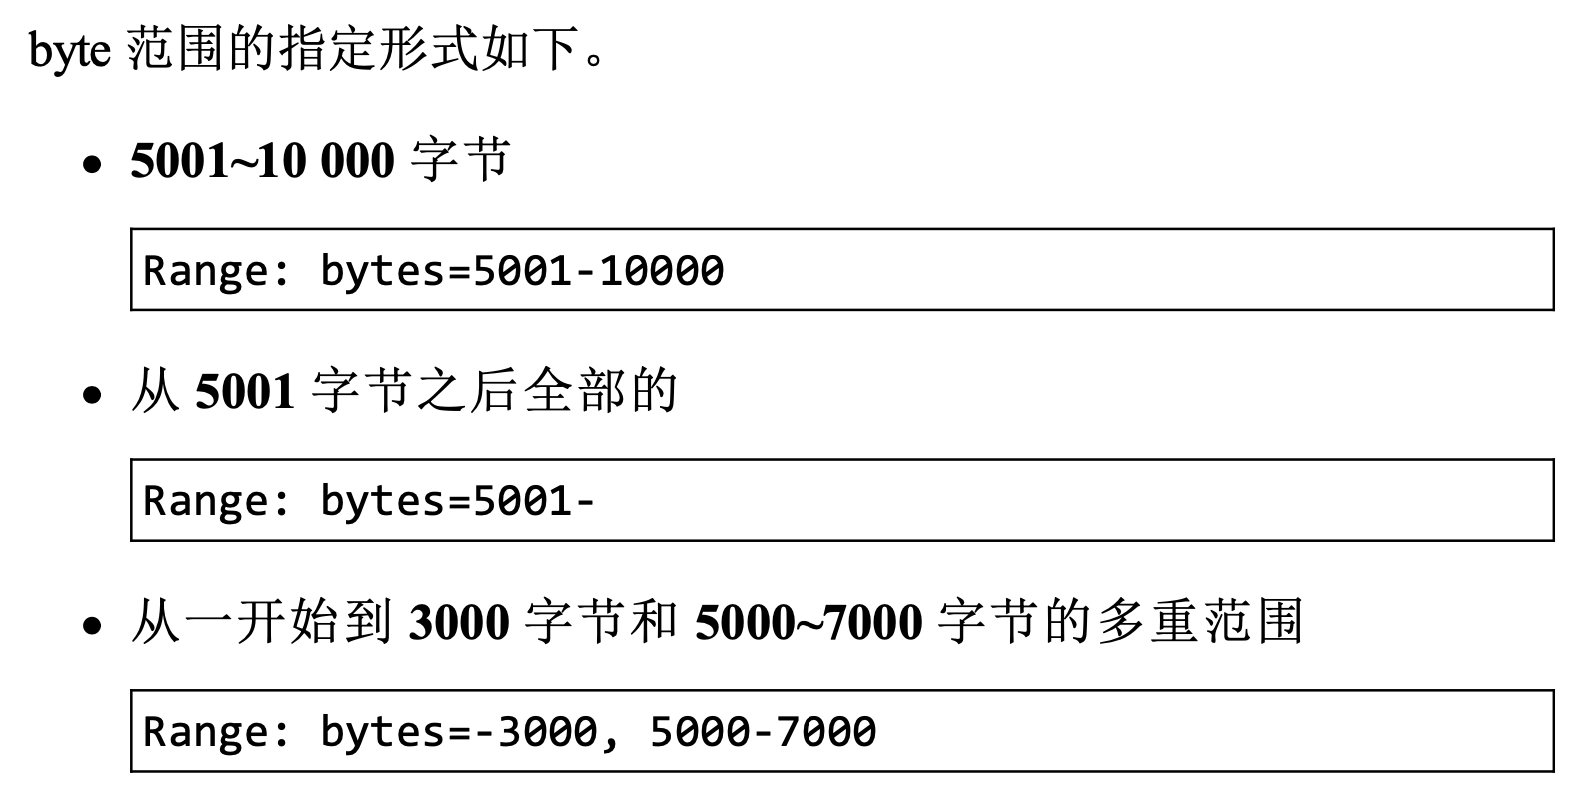 byte 范围的指定形式如下。
• 5001~10 000 字节
Range: bytes=5001-10000
• 从 5001 字节之后全部的
Range: bytes=5001-
• 从一开始到 3000 字节和 5000~7000 字节的多重范围
Range: bytes=-3000, 5000-7000